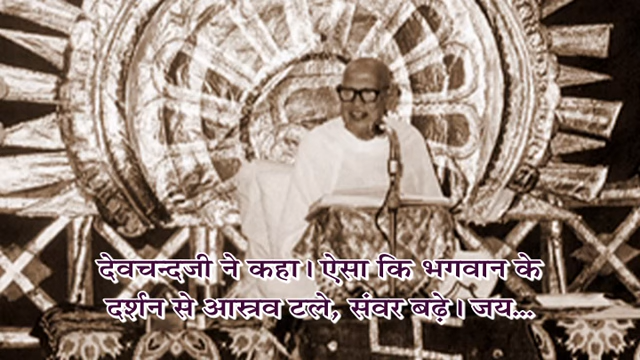 देवचन्दजी ने कहा। ऐसा कि भगवान के
दर्शन से आस्त्रव टले, संवर बढ़े। जय...